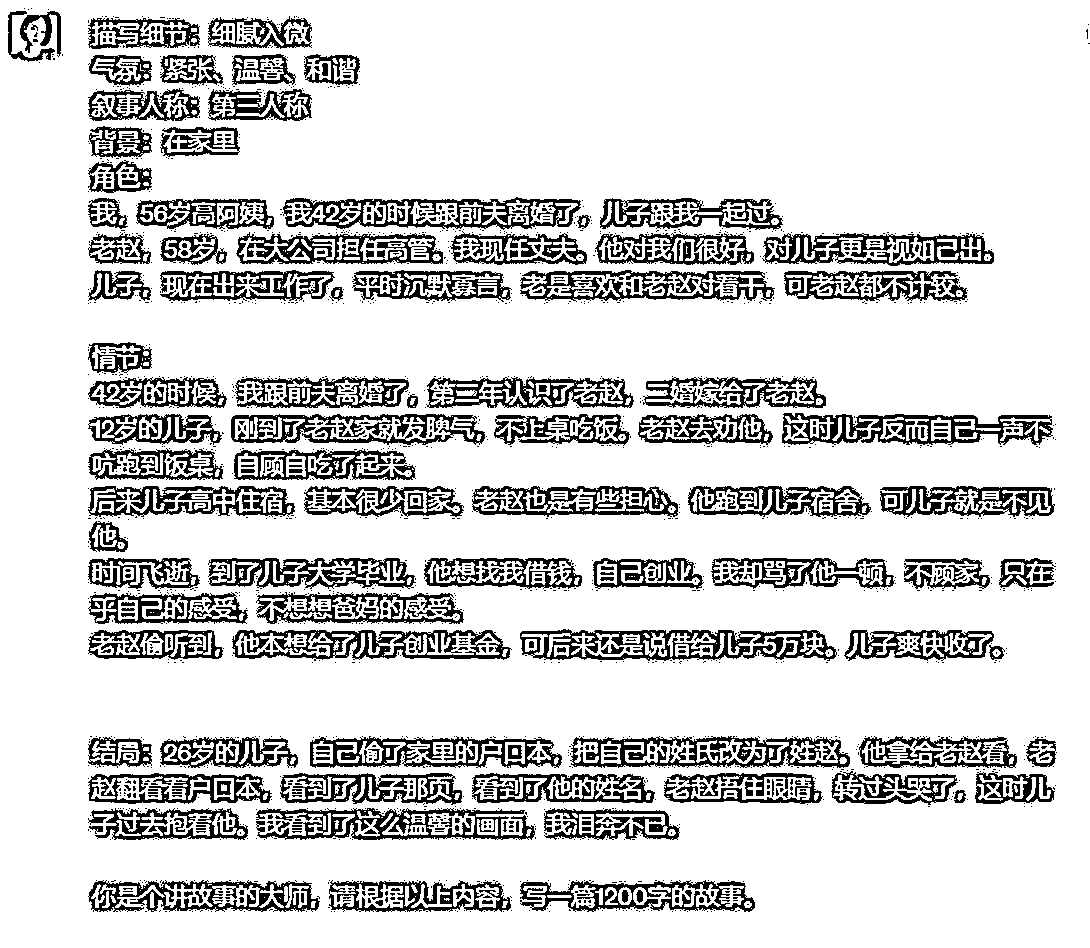 描写细节：细腻入微
气氛：紧张、温馨、和谐
叙事人称：第三人称
背景：在家里
角色：
我，56岁高阿姨，我42岁的时候跟前夫离婚了，儿子跟我一起过。
老赵，58岁，在大公司担任高管。我现任丈夫。他对我们很好，对儿子更是视如己出。
儿子，现在出来工作了，平时沉默寡言，老是喜欢和老赵对着干，可老赵都不计较。
情节：
42岁的时候，我跟前夫离婚了，第二年认识了老赵，二婚嫁给了老赵。
12岁的儿子，刚到了老赵家就发脾气，不上桌吃饭。老赵去劝他，这时儿子反而自己一声不
吭跑到饭桌，自顾自吃了起来。
后来儿子高中住宿，基本很少回家。老赵也是有些担心。他跑到儿子宿舍，可儿子就是不见
他。
时间飞逝，到了儿子大学毕业，他想找我借钱，自己创业。我却骂了他一顿，不顾家，只在
乎自己的感受，不想想爸妈的感受。
老赵偷听到，他本想给了儿子创业基金，可后来还是说借给儿子5万块。儿子爽快收了。
结局：26岁的儿子，自己偷了家里的户口本，把自己的姓氏改为了姓赵。他拿给老赵看，老
赵翻看看户口本，看到了儿子那页，看到了他的姓名，老赵捂住眼睛，转过头哭了，这时儿
子过去抱着他。我看到了这么温馨的画面，我泪奔不已。
你是个讲故事的大师，请根据以上内容，写一篇1200字的故事。